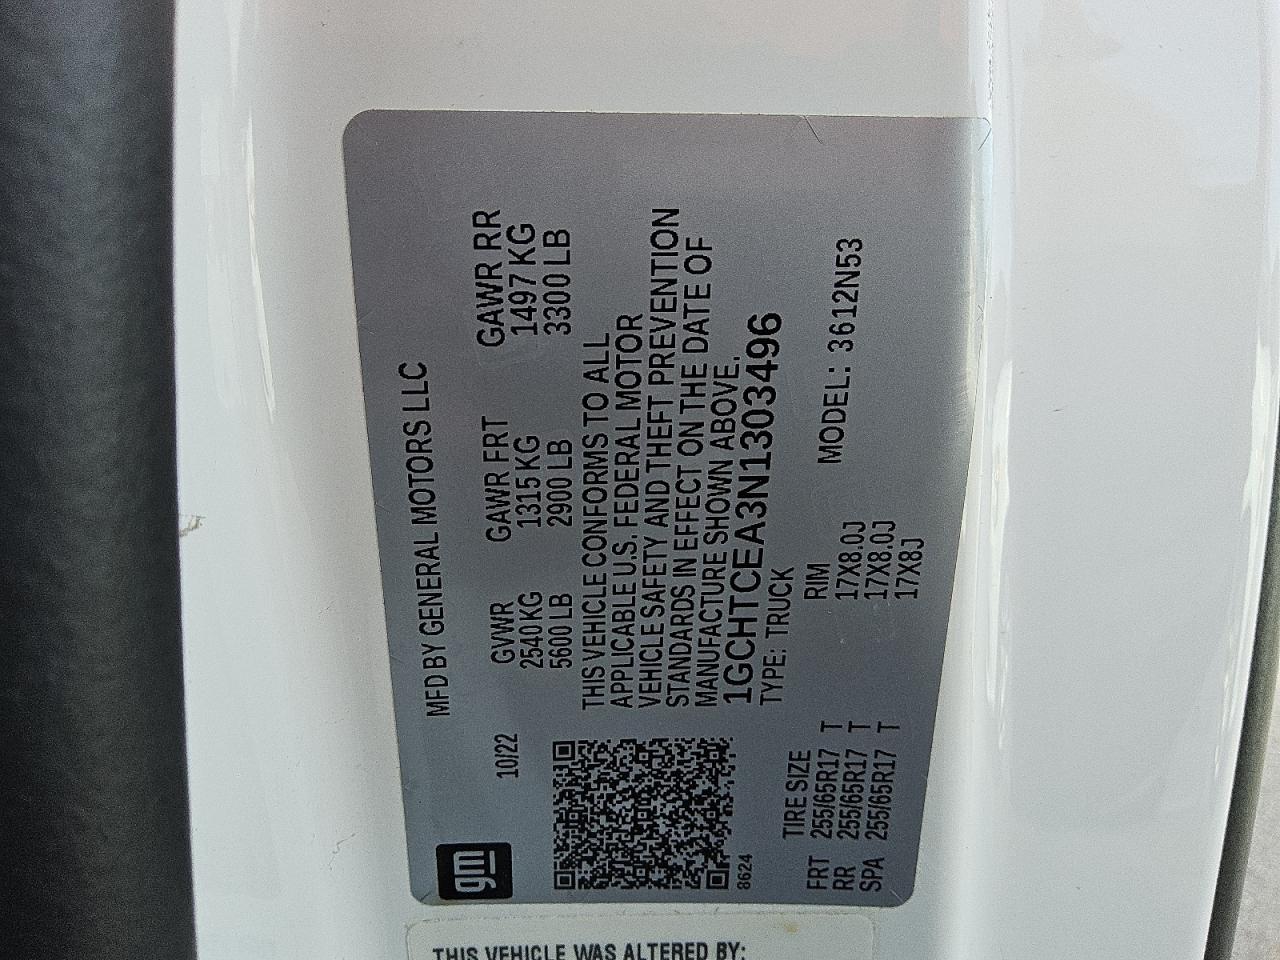 gm
MFD BY GENERAL MOTORS LLC
10/22
GVWR GAWR FRT GAWR RR
2540 KG 1315 KG 1497 KG
5600 LB 2900 LB 3300 LB
THIS VEHICLE CONFORMS TO ALL
APPLICABLE U.S. FEDERAL MOTOR
VEHICLE SAFETY AND THEFT PREVENTION
STANDARDS IN EFFECT ON THE DATE OF
MANUFACTURE SHOWN ABOVE.
1GCHTCEA3N1303496
8624
TYPE: TRUCK
TIRE SIZE RIM MODEL: 3612N53
FRT 255/65R17 T 17X8.0J
RR 255/65R17 T 17X8.0J
SPA 255/65R17 T 17X8J
THIS VEHICLE WAS ALTERED BY: